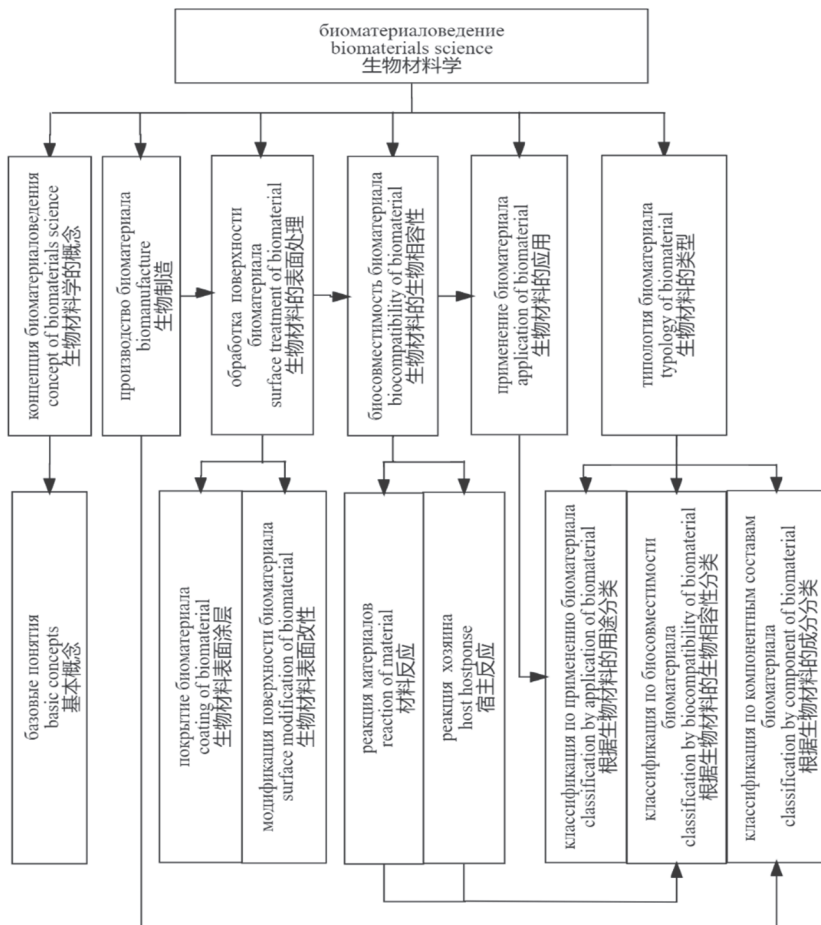 биоматериаловедение
biomaterials science
生物材料学
концепция биоматериаловедения
concept of biomaterials science
生物材料学的概念
производство биоматериала
biomanufacture
生物制造
обработка поверхности
биоматериала
surface treatment of biomaterial
生物材料的表面处理
биосовместимость биоматериала
biocompatibility of biomaterial
生物材料的生物相容性
применение биоматериала
application of biomaterial
生物材料的应用
типология биоматериала
typology of biomaterial
生物材料的类型
базовые понятия
basic concepts
基本概念
покрытие биоматериала
coating of biomaterial
生物材料表面涂层
модификация поверхности биоматериала
surface modification of biomaterial
生物材料表面改性
реакция материалов
reaction of material
材料反应
реакция хозяина
host hostponse
宿主反应
классификация по применению биоматериала
classification by application of biomaterial
根据生物材料的用途分类
классификация по биосовместимости
биоматериала
classification by biocompatibility of biomaterial
根据生物材料的生物相容性分类
классификация по компонентным составам
биоматериала
classification by component of biomaterial
根据生物材料的成分分类